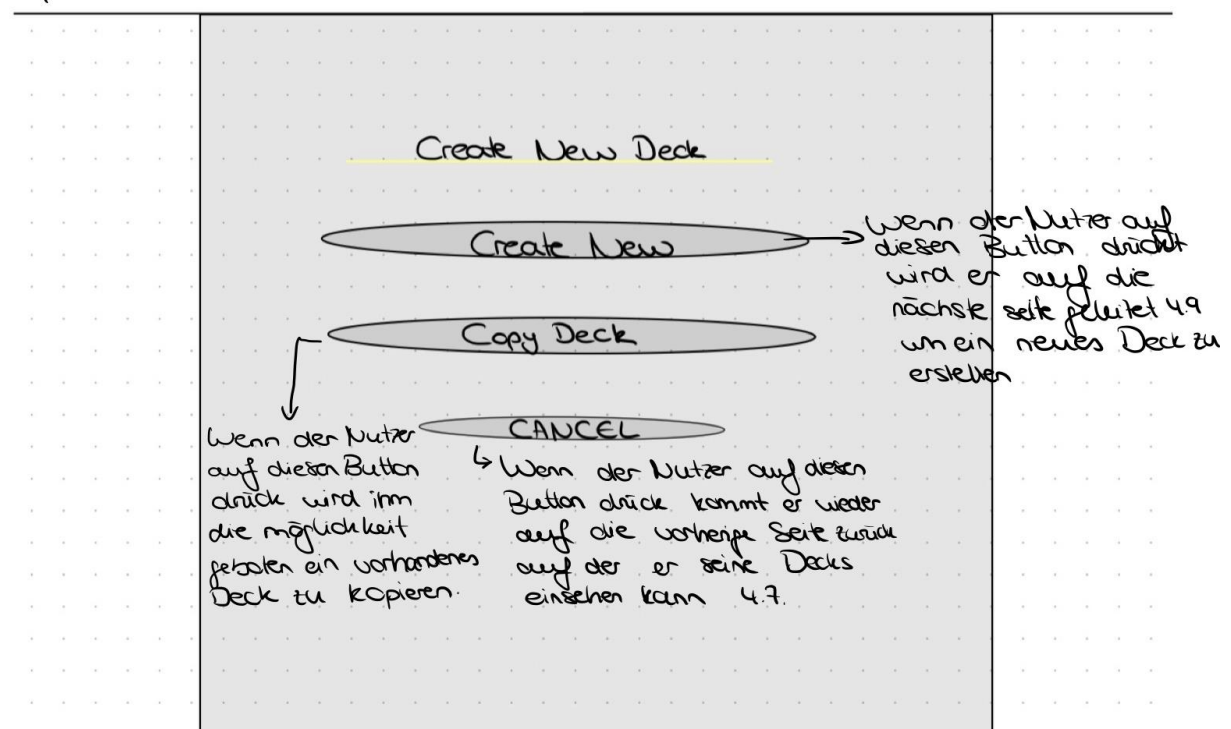 Create New Deck
Create New
Wenn der Nutzer auf
diesen Button drückt
wird er auf die
nächste seite geleitet 4.9
um ein neues Deck zu
erstellen
Copy Deck
Wenn der Nutzer
auf diesen Button
drück wird ihm
die möglichkeit
geboten ein vorhandenes
Deck zu kopieren.
CANCEL
Wenn der Nutzer auf diesen
Button drück kommt er wieder
auf die vorherige Seite zurück
auf der er seine Decks
einsehen kann 4.7.